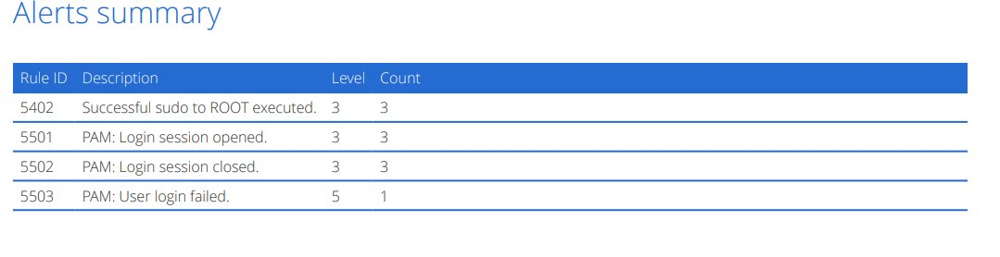 Alerts summary
Rule ID Description Level Count
5402 Successful sudo to ROOT executed. 3 3
5501 PAM: Login session opened. 3 3
5502 PAM: Login session closed. 3 3
5503 PAM: User login failed. 5 1